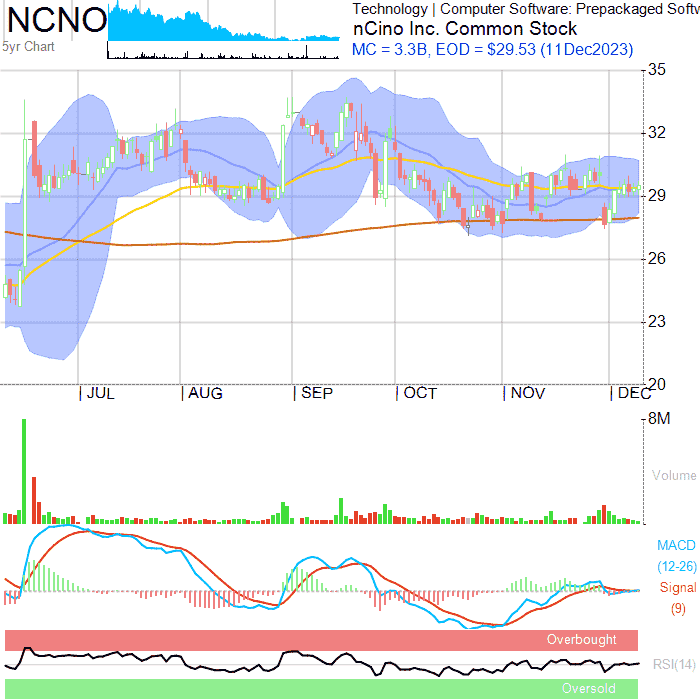 NCNO
5yr Chart
Technology | Computer Software: Prepackaged Softw
nCino Inc. Common Stock
MC = 3.3B, EOD = $29.53 (11Dec2023)
35
32
29
26
23
20
JUL AUG SEP OCT NOV DEC
8M
Volume
MACD
(12-26)
Signal
(9)
Overbought
RSI(14)
Oversold